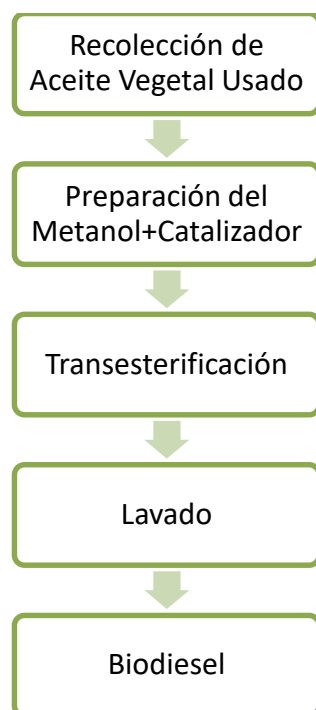 Recolección de
Aceite Vegetal Usado
Preparación del
Metanol+Catalizador
Transesterificación
Lavado
Biodiesel